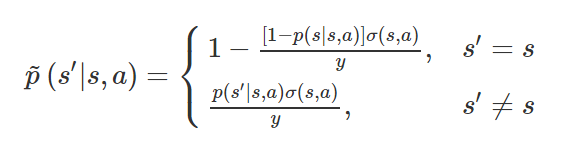 p̃ (s′|s, a) = { 1 − [1−p(s|s,a)]σ(s,a) / y, s′ = s
p(s′|s,a)σ(s,a) / y, s′ ≠ s